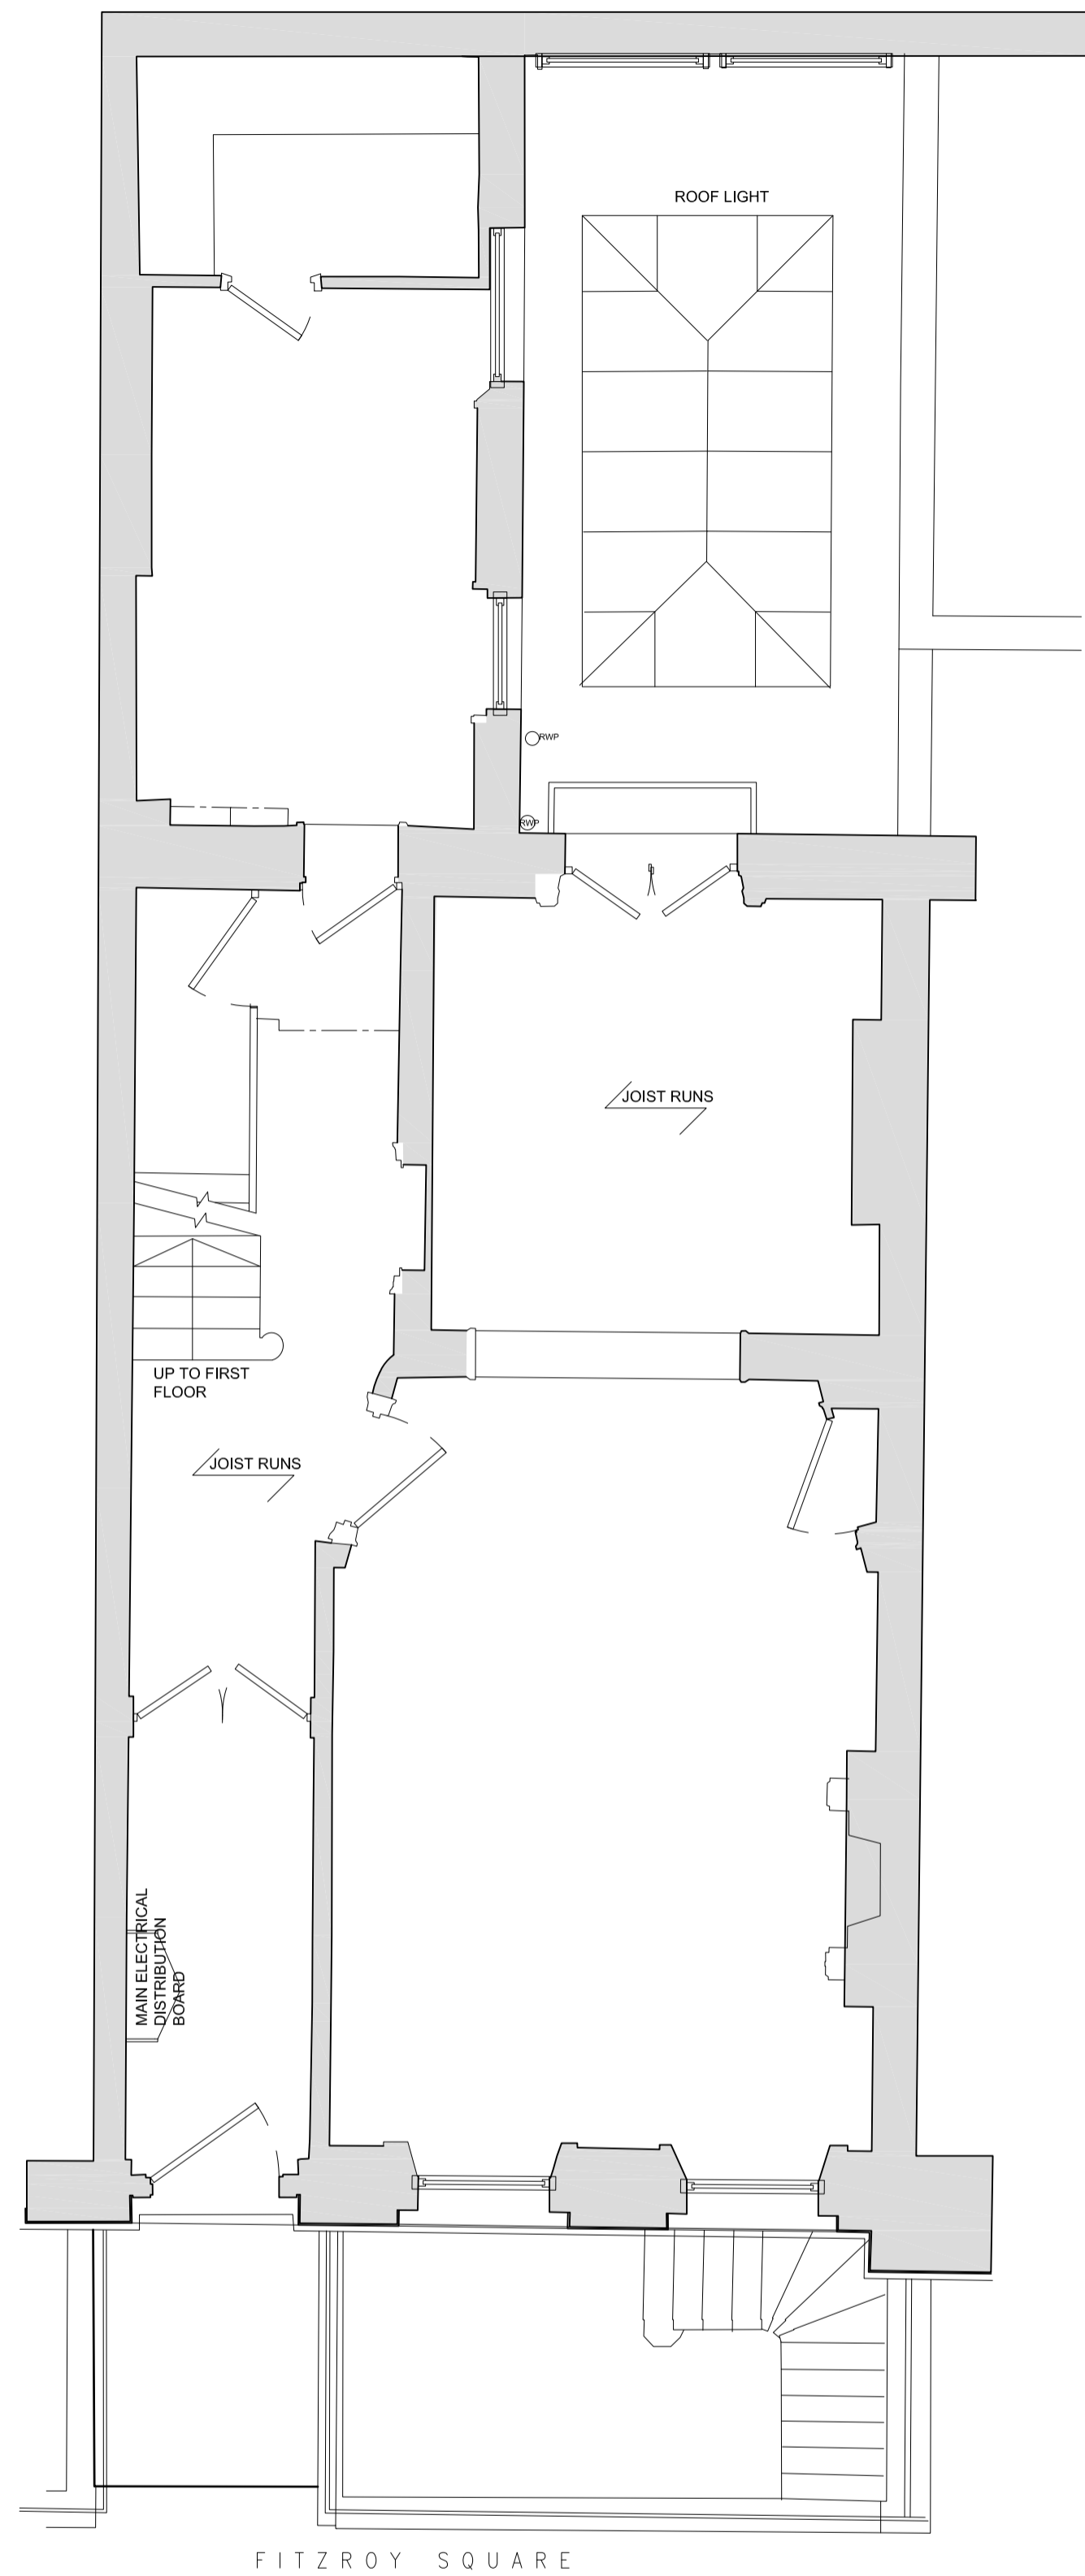 ROOF LIGHT
RWP
RWP
JOIST RUNS
UP TO FIRST
FLOOR
JOIST RUNS
MAIN ELECTRICAL
DISTRIBUTION
BOARD
FITZROY SQUARE